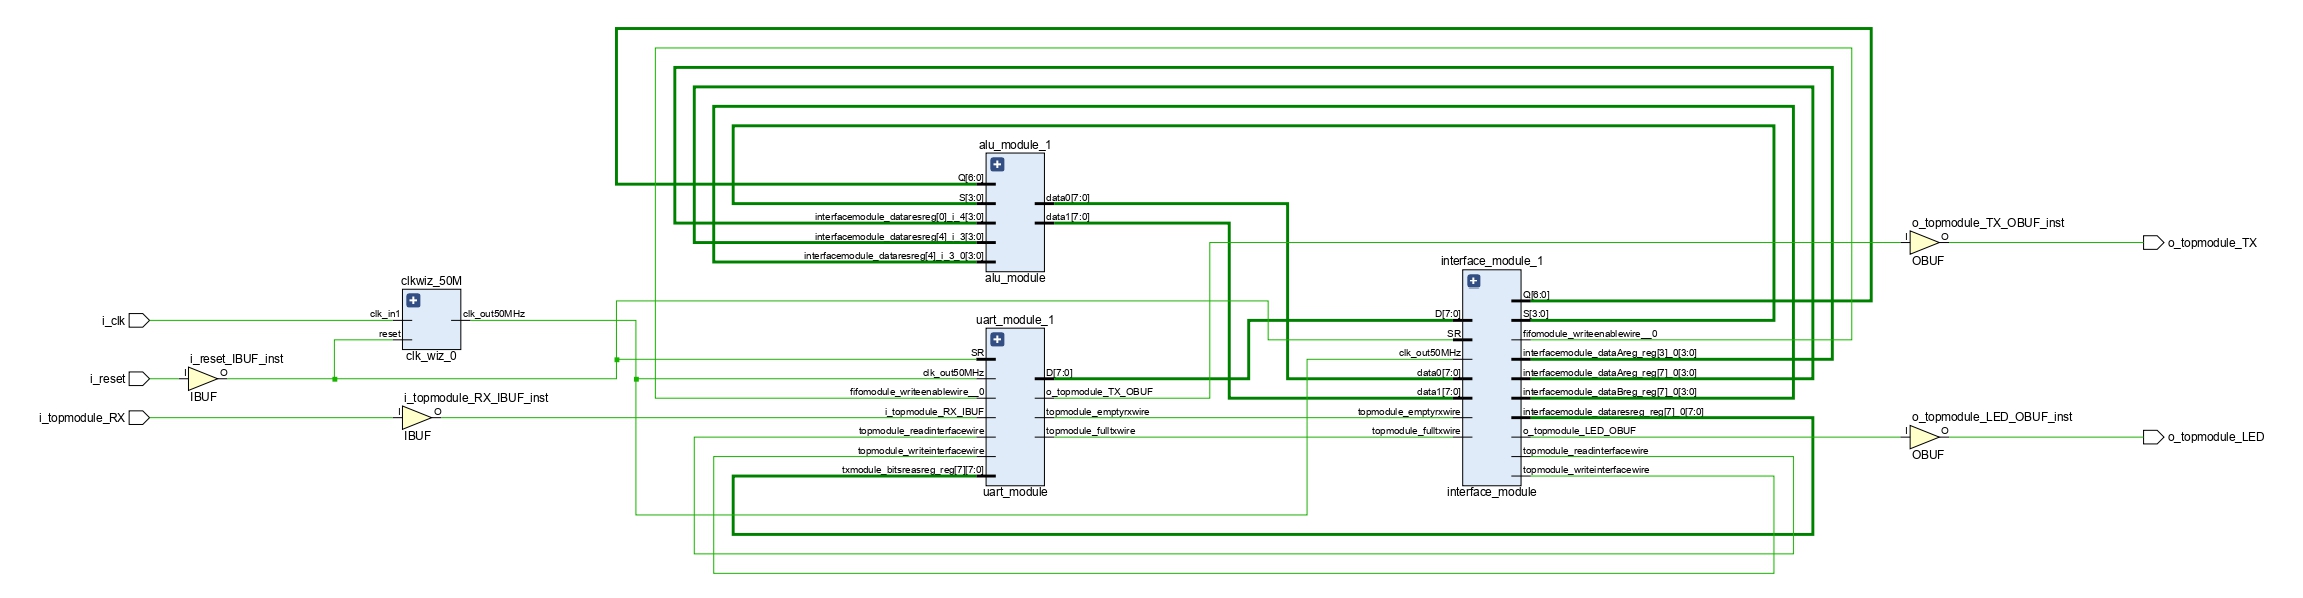 alu_module_1
Q[6:0]
S[3:0]
interfacemodule_dataresreg[0]_i_4[3:0]
interfacemodule_dataresreg[4]_i_3[3:0]
interfacemodule_dataresreg[4]_i_3_0[3:0]
data0[7:0]
data1[7:0]
alu_module
clkwiz_50M
clk_in1
reset
clk_out50MHz
clk_wiz_0
i_clk
i_reset
i_reset_IBUF_inst
I
O
IBUF
i_topmodule_RX
i_topmodule_RX_IBUF_inst
I
O
IBUF
uart_module_1
SR
clk_out50MHz
fifomodule_writeenablewire__0
i_topmodule_RX_IBUF
topmodule_readinterfacewire
topmodule_writeinterfacewire
txmodule_bitsreasreg_reg[7][7:0]
D[7:0]
o_topmodule_TX_OBUF
topmodule_emptyrxwire
topmodule_fulltxwire
uart_module
interface_module_1
D[7:0]
SR
clk_out50MHz
data0[7:0]
data1[7:0]
topmodule_emptyrxwire
topmodule_fulltxwire
Q[6:0]
S[3:0]
fifomodule_writeenablewire__0
interfacemodule_dataAreg_reg[3]_0[3:0]
interfacemodule_dataAreg_reg[7]_0[3:0]
interfacemodule_dataBreg_reg[7]_0[3:0]
interfacemodule_dataresreg_reg[7]_0[7:0]
o_topmodule_LED_OBUF
topmodule_readinterfacewire
topmodule_writeinterfacewire
interface_module
o_topmodule_TX_OBUF_inst
I
O
OBUF
o_topmodule_TX
o_topmodule_LED_OBUF_inst
I
O
OBUF
o_topmodule_LED